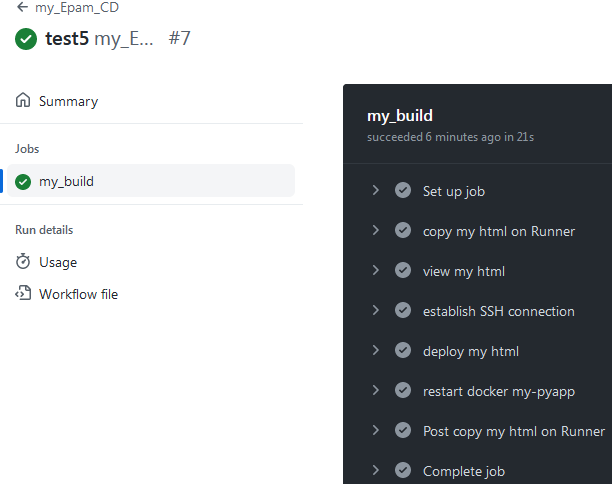 my_Epam_CD
test5 my_E... #7
Summary
Jobs
my_build
Run details
Usage
Workflow file
my_build
succeeded 6 minutes ago in 21s
Set up job
copy my html on Runner
view my html
establish SSH connection
deploy my html
restart docker my-pyapp
Post copy my html on Runner
Complete job